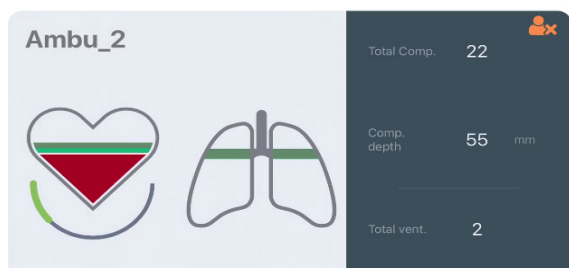 Ambu_2
Total Comp. 22
Comp.
depth 55 mm
Total vent. 2